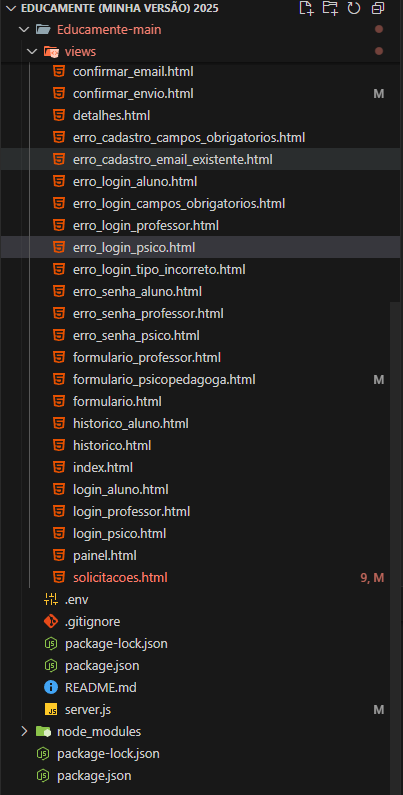 EDUCAMENTE (MINHA VERSÃO) 2025
Educamente-main
views
confirmar_email.html
confirmar_envio.html M
detalhes.html
erro_cadastro_campos_obrigatorios.html
erro_cadastro_email_existente.html
erro_login_aluno.html
erro_login_campos_obrigatorios.html
erro_login_professor.html
erro_login_psico.html
erro_login_tipo_incorreto.html
erro_senha_aluno.html
erro_senha_professor.html
erro_senha_psico.html
formulario_professor.html
formulario_psicopedagoga.html M
formulario.html
historico_aluno.html
historico.html
index.html
login_aluno.html
login_professor.html
login_psico.html
painel.html
solicitacoes.html 9, M
.env
.gitignore
package-lock.json
package.json
README.md
server.js M
node_modules
package-lock.json
package.json